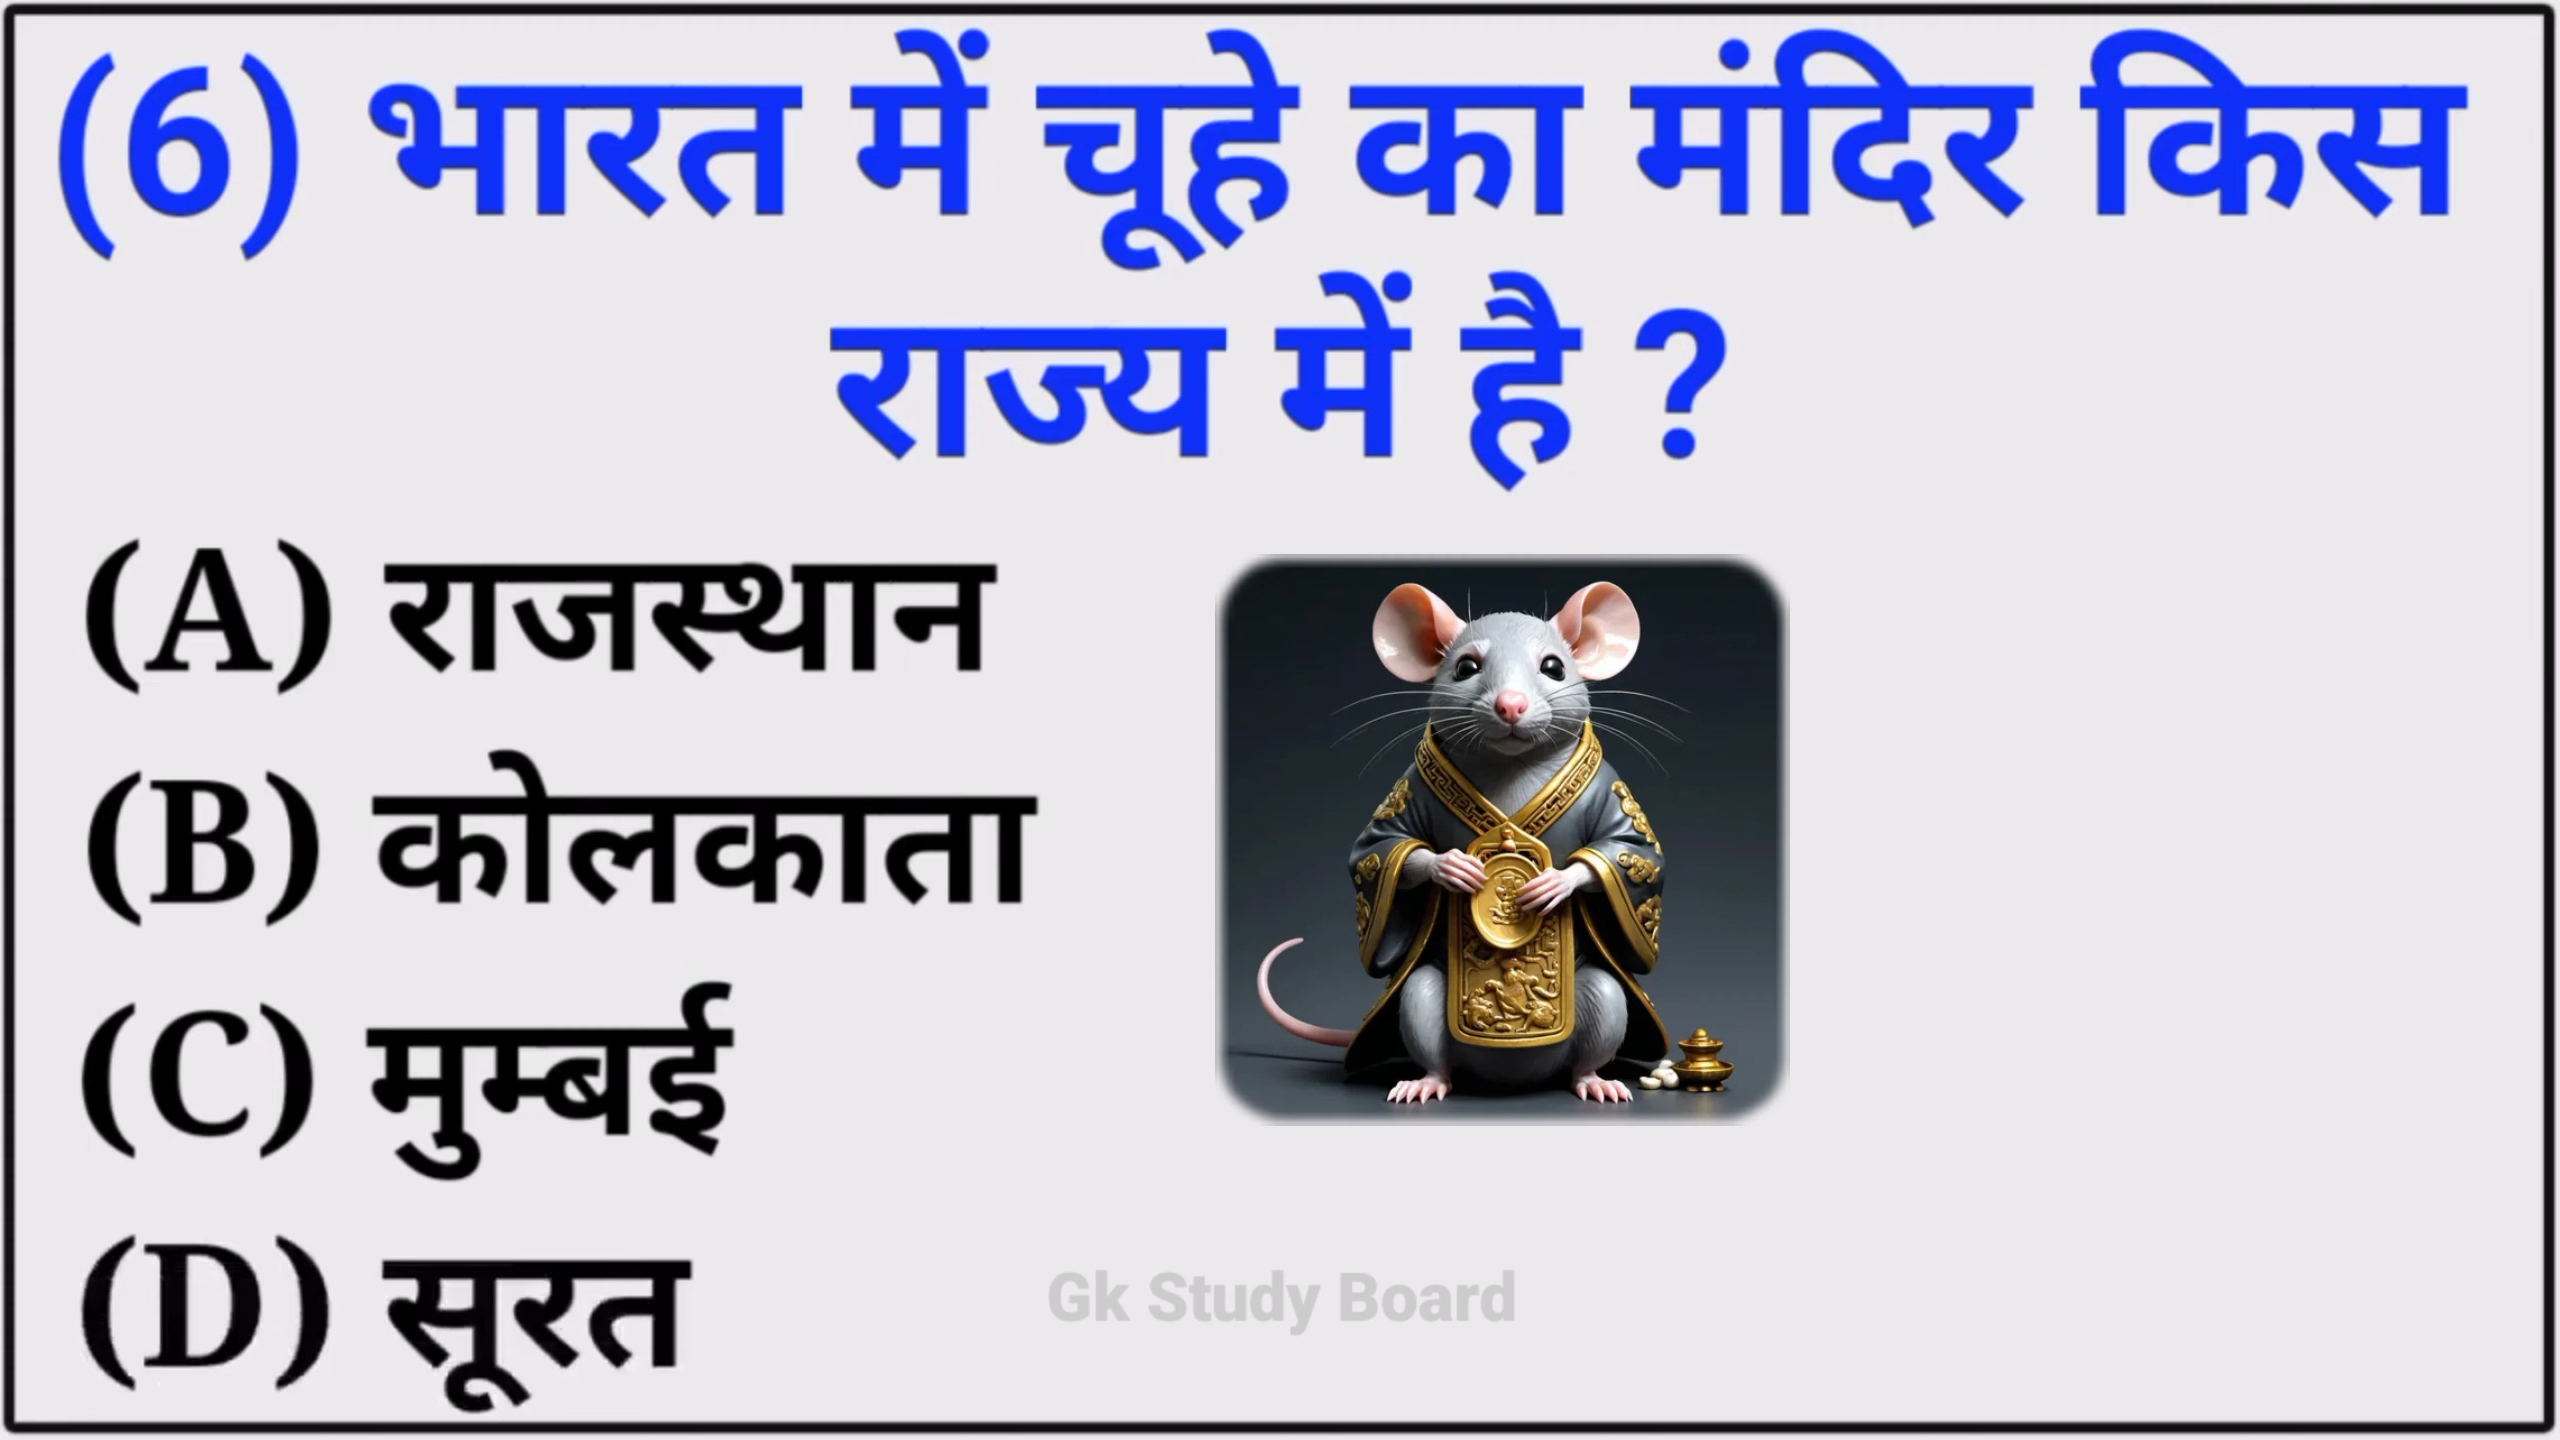 (6) भारत में चूहे का मंदिर किस
राज्य में है ?
(A) राजस्थान
(B) कोलकाता
(C) मुम्बई
(D) सूरत
Gk Study Board